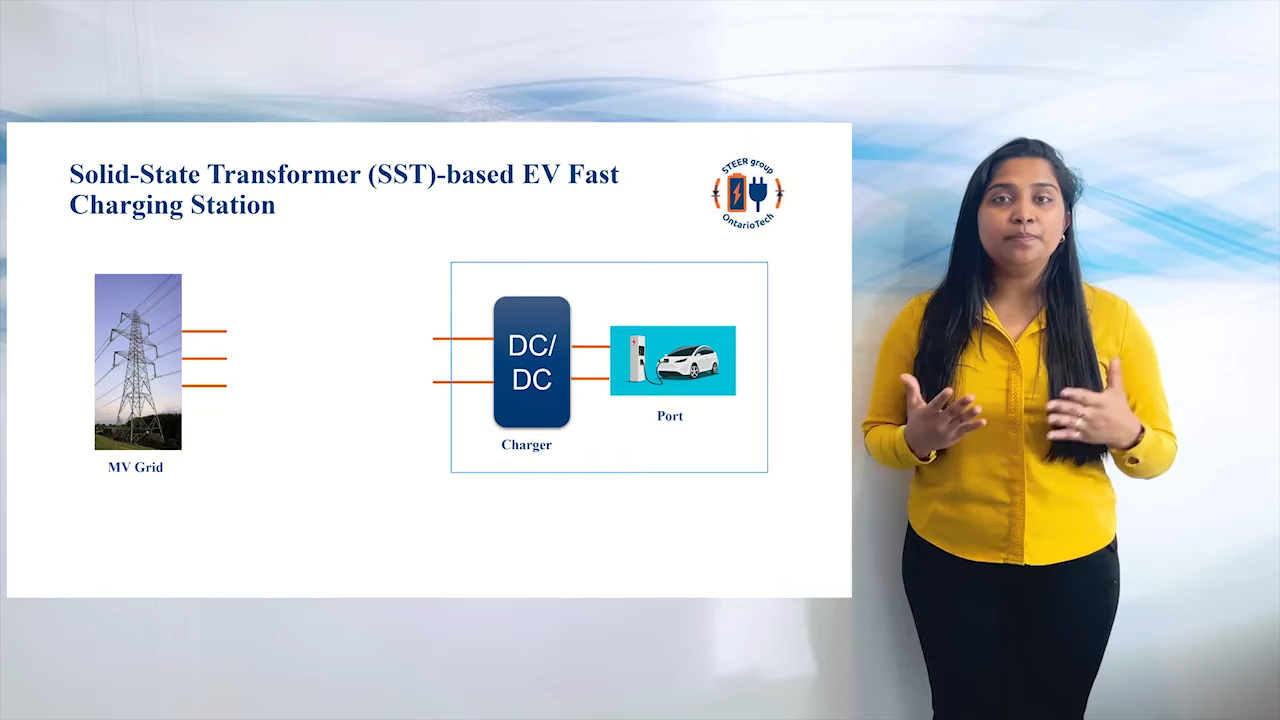 Solid-State Transformer (SST)-based EV Fast
Charging Station
STEER group
OntarioTech
DC/
DC
Port
Charger
MV Grid